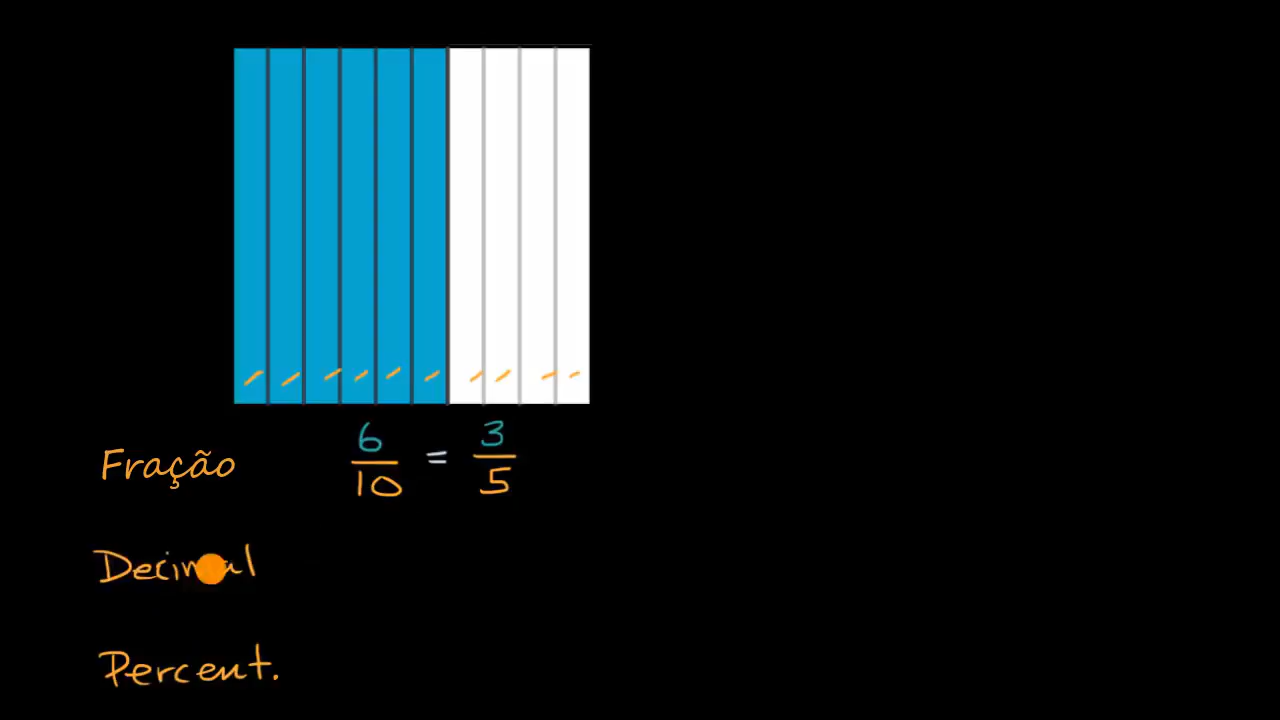 Fração 6/10 = 3/5
Decimal
Percent.